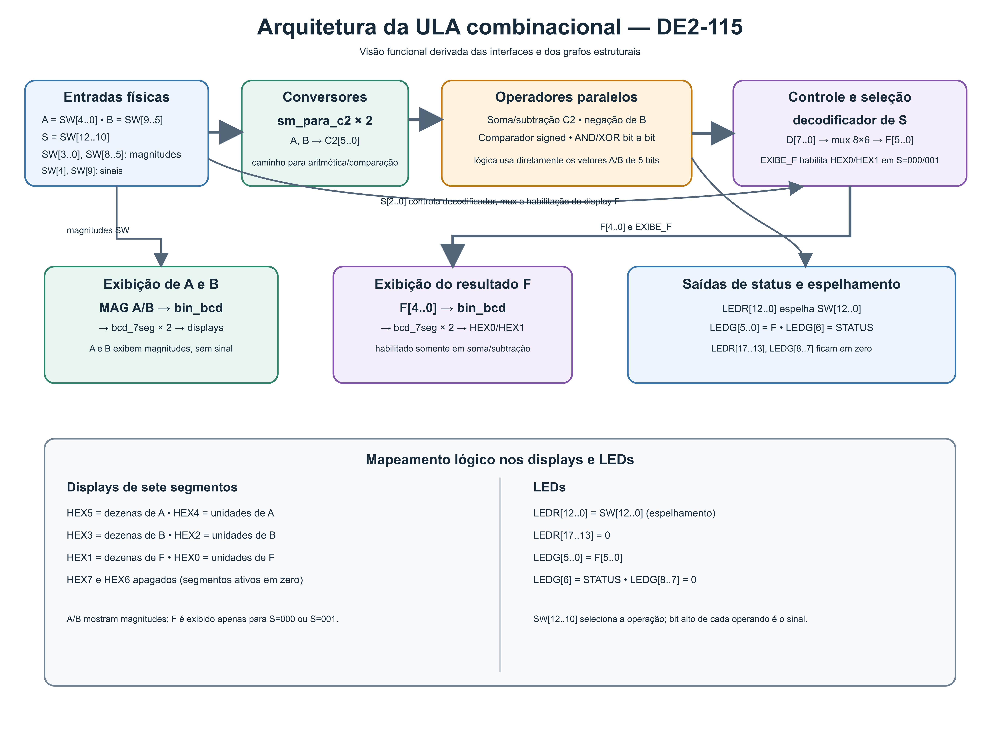 Arquitetura da ULA combinacional — DE2-115
Visão funcional derivada das interfaces e dos grafos estruturais
Entradas físicas
A = SW[4..0] • B = SW[9..5]
S = SW[12..10]
SW[3..0], SW[8..5]: magnitudes
SW[4], SW[9]: sinais
Conversores
sm_para_c2 × 2
A, B → C2[5..0]
caminho para aritmética/comparação
Operadores paralelos
Soma/subtração C2 • negação de B
Comparador signed • AND/XOR bit a bit
lógica usa diretamente os vetores A/B de 5 bits
Controle e seleção
decodificador de S
D[7..0] → mux 8×6 → F[5..0]
EXIBE_F habilita HEX0/HEX1 em S=000/001
S[2..0] controla decodificador, mux e habilitação do display F
magnitudes SW
F[4..0] e EXIBE_F
Exibição de A e B
MAG A/B → bin_bcd
→ bcd_7seg × 2 → displays
A e B exibem magnitudes, sem sinal
Exibição do resultado F
F[4..0] → bin_bcd
→ bcd_7seg × 2 → HEX0/HEX1
habilitado somente em soma/subtração
Saídas de status e espelhamento
LEDR[12..0] espelha SW[12..0]
LEDG[5..0] = F • LEDG[6] = STATUS
LEDR[17..13], LEDG[8..7] ficam em zero
Mapeamento lógico nos displays e LEDs
Displays de sete segmentos
HEX5 = dezenas de A • HEX4 = unidades de A
HEX3 = dezenas de B • HEX2 = unidades de B
HEX1 = dezenas de F • HEX0 = unidades de F
HEX7 e HEX6 apagados (segmentos ativos em zero)
A/B mostram magnitudes; F é exibido apenas para S=000 ou S=001.
LEDs
LEDR[12..0] = SW[12..0] (espelhamento)
LEDR[17..13] = 0
LEDG[5..0] = F[5..0]
LEDG[6] = STATUS • LEDG[8..7] = 0
SW[12..10] seleciona a operação; bit alto de cada operando é o sinal.